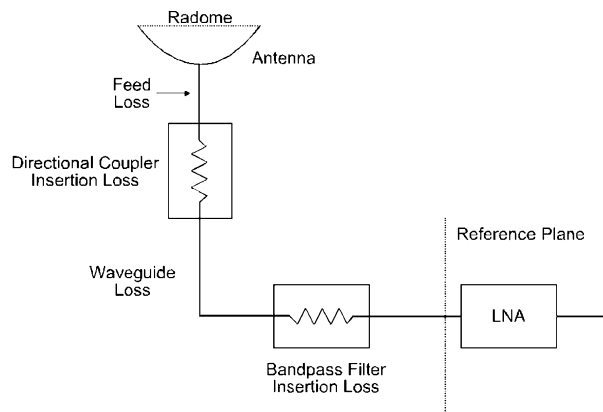 Radome
Antenna
Feed
Loss
Directional Coupler
Insertion Loss
Reference Plane
Waveguide
Loss
LNA
Bandpass Filter
Insertion Loss